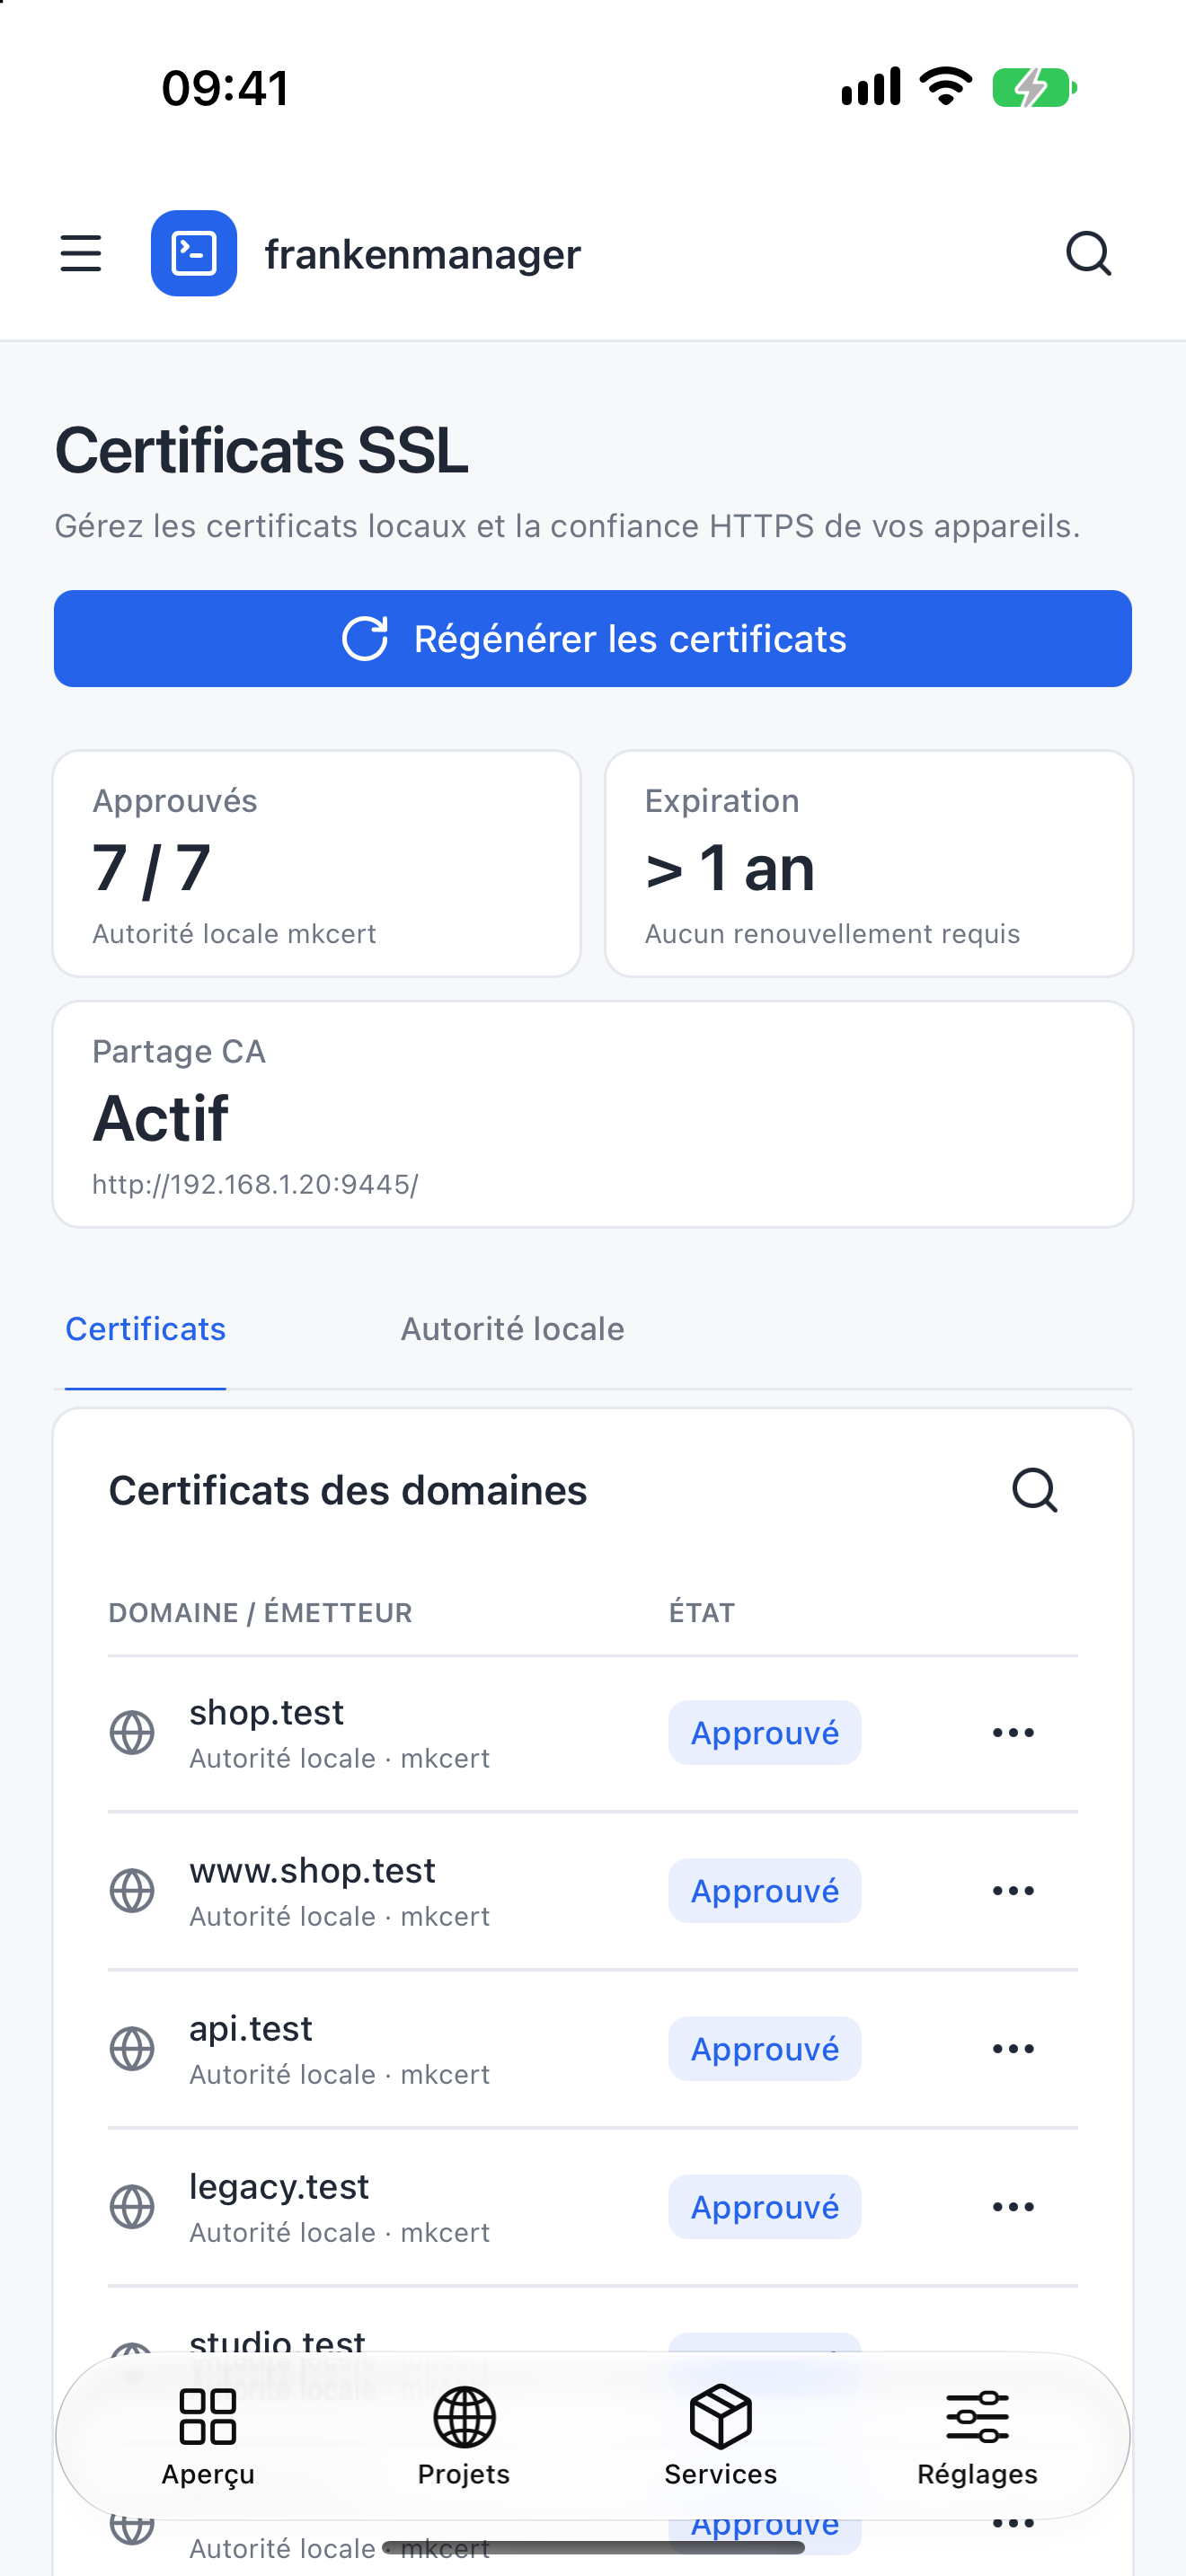 09:41
frankenmanager
Certificats SSL
Gérez les certificats locaux et la confiance HTTPS de vos appareils.
Régénérer les certificats
Approuvés
7 / 7
Autorité locale mkcert
Expiration
> 1 an
Aucun renouvellement requis
Partage CA
Actif
http://192.168.1.20:9445/
Certificats
Autorité locale
Certificats des domaines
DOMAINE / ÉMETTEUR
ÉTAT
shop.test
Autorité locale · mkcert
Approuvé
www.shop.test
Autorité locale · mkcert
Approuvé
api.test
Autorité locale · mkcert
Approuvé
legacy.test
Autorité locale · mkcert
Approuvé
studio.test
Aperçu
Projets
Services
Réglages
Autorité locale · mkcert
Approuvé